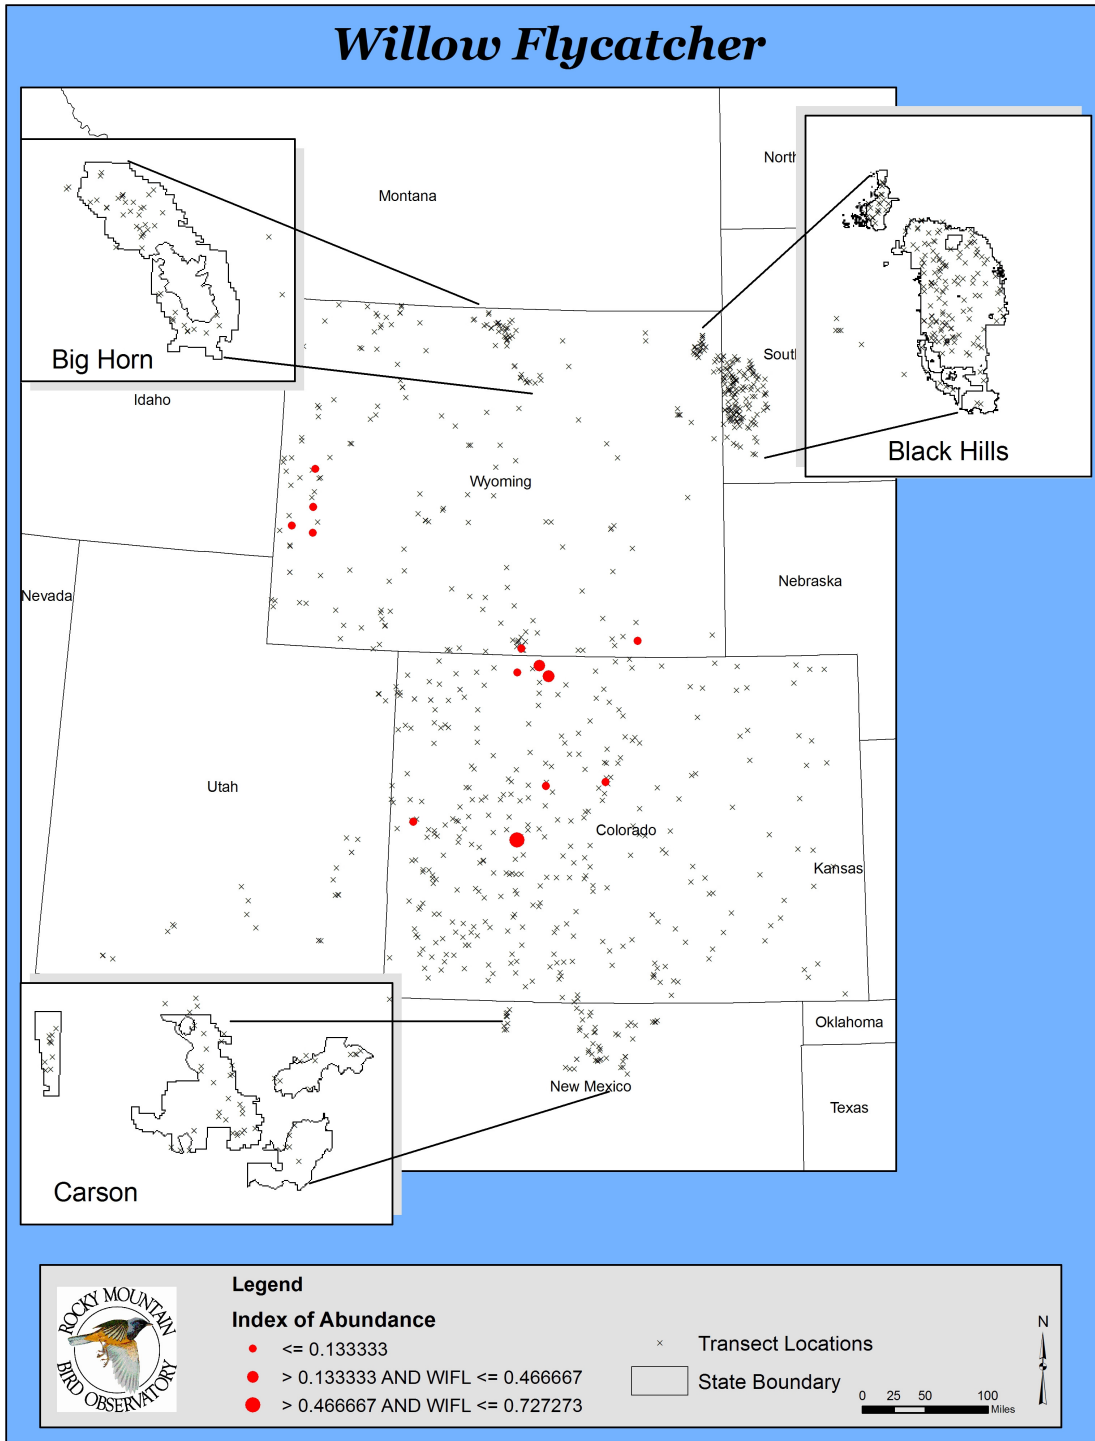 Willow Flycatcher
North
Montana
South
Big Horn
Idaho
Black Hills
Wyoming
Nebraska
Nevada
Utah
Colorado
Kansas
Oklahoma
New Mexico
Texas
Carson
Legend
Index of Abundance
<= 0.133333
> 0.133333 AND WIFL <= 0.466667
> 0.466667 AND WIFL <= 0.727273
Transect Locations
State Boundary
N
0 25 50 100
Miles
ROCKY MOUNTAIN
BIRD OBSERVATORY